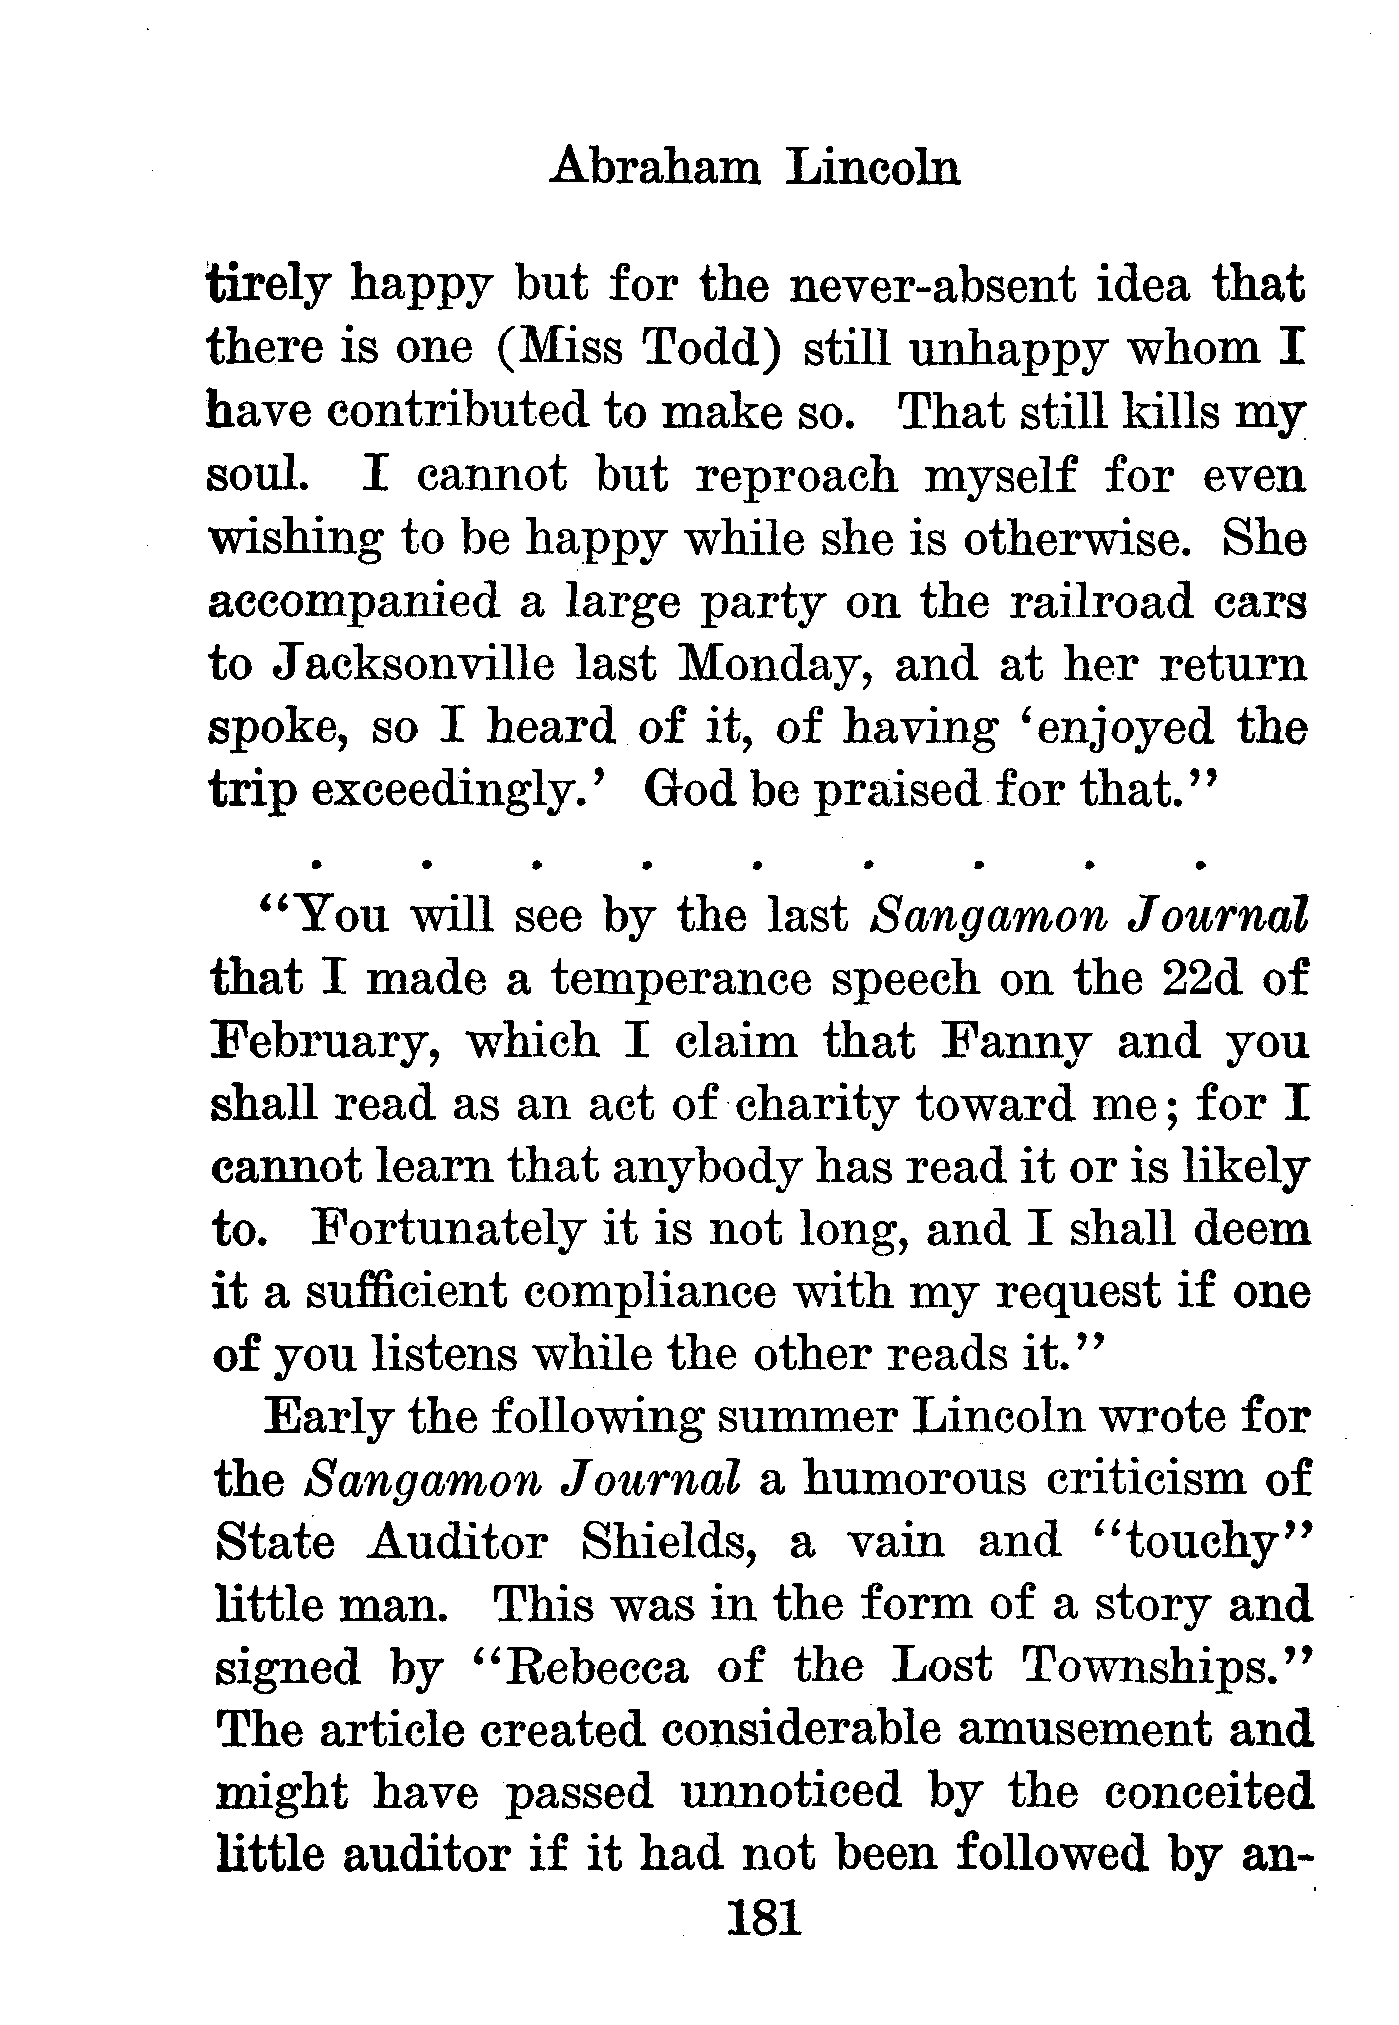 Abraham Lincoln
tirely happy but for the never-absent idea that
there is one (Miss Todd) still unhappy whom I
have contributed to make so. That still kills my
soul. I cannot but reproach myself for even
wishing to be happy while she is otherwise. She
accompanied a large party on the railroad cars
to Jacksonville last Monday, and at her return
spoke, so I heard of it, of having ‘enjoyed the
trip exceedingly.’ God be praised for that.”
. . . . . . . . .
“You will see by the last Sangamon Journal
that I made a temperance speech on the 22d of
February, which I claim that Fanny and you
shall read as an act of charity toward me; for I
cannot learn that anybody has read it or is likely
to. Fortunately it is not long, and I shall deem
it a sufficient compliance with my request if one
of you listens while the other reads it.”
Early the following summer Lincoln wrote for
the Sangamon Journal a humorous criticism of
State Auditor Shields, a vain and “touchy”
little man. This was in the form of a story and
signed by “Rebecca of the Lost Townships.”
The article created considerable amusement and
might have passed unnoticed by the conceited
little auditor if it had not been followed by an-
181